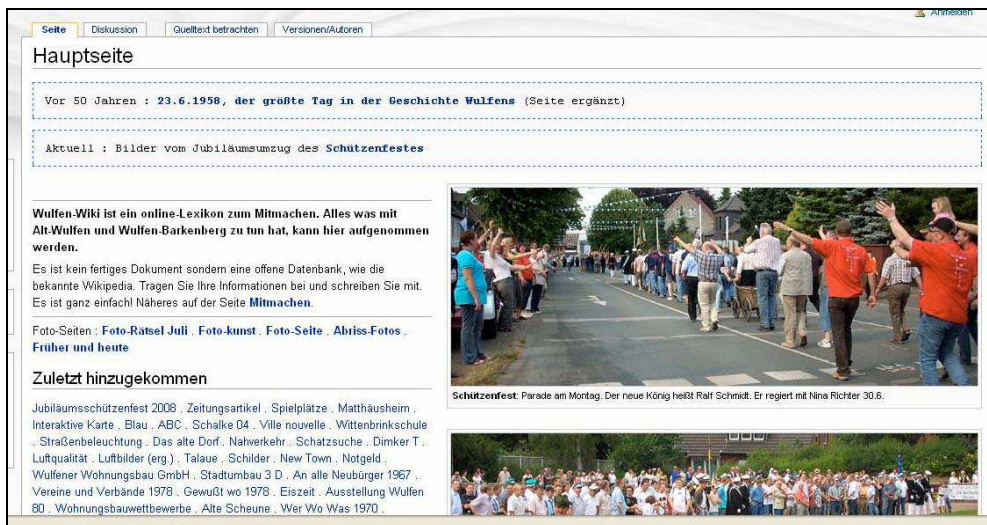 Anmelden
Seite Diskussion Quelltext betrachten Versionen/Autoren
Hauptseite
Vor 50 Jahren : 23.6.1958, der größte Tag in der Geschichte Wulfens (Seite ergänzt)
Aktuell : Bilder vom Jubiläumsumzug des Schützenfestes
Wulfen-Wiki ist ein online-Lexikon zum Mitmachen. Alles was mit
Alt-Wulfen und Wulfen-Barkenberg zu tun hat, kann hier aufgenommen
werden.
Es ist kein fertiges Dokument sondern eine offene Datenbank, wie die
bekannte Wikipedia. Tragen Sie Ihre Informationen bei und schreiben Sie mit.
Es ist ganz einfach! Näheres auf der Seite Mitmachen.
Foto-Seiten : Foto-Rätsel Juli . Foto-kunst . Foto-Seite . Abriss-Fotos .
Früher und heute
Zuletzt hinzugekommen
Jubiläumsschützenfest 2008 . Zeitungsartikel . Spielplätze . Matthäusheim .
Interaktive Karte . Blau . ABC . Schalke 04 . Ville nouvelle . Wittenbrinkschule
. Straßenbeleuchtung . Das alte Dorf . Nahverkehr . Schatzsuche . Dimker T .
Luftqualität . Luftbilder (erg.) . Talaue . Schilder . New Town . Notgeld .
Wulfener Wohnungsbau GmbH . Stadtumbau 3 D . An alle Neubürger 1967 .
Vereine und Verbände 1978 . Gewußt wo 1978 . Eiszeit . Ausstellung Wulfen
80 . Wohnungsbauwettbewerbe . Alte Scheune . Wer Wo Was 1970 .
Schützenfest: Parade am Montag. Der neue König heißt Ralf Schmidt. Er regiert mit Nina Richter 30.6.